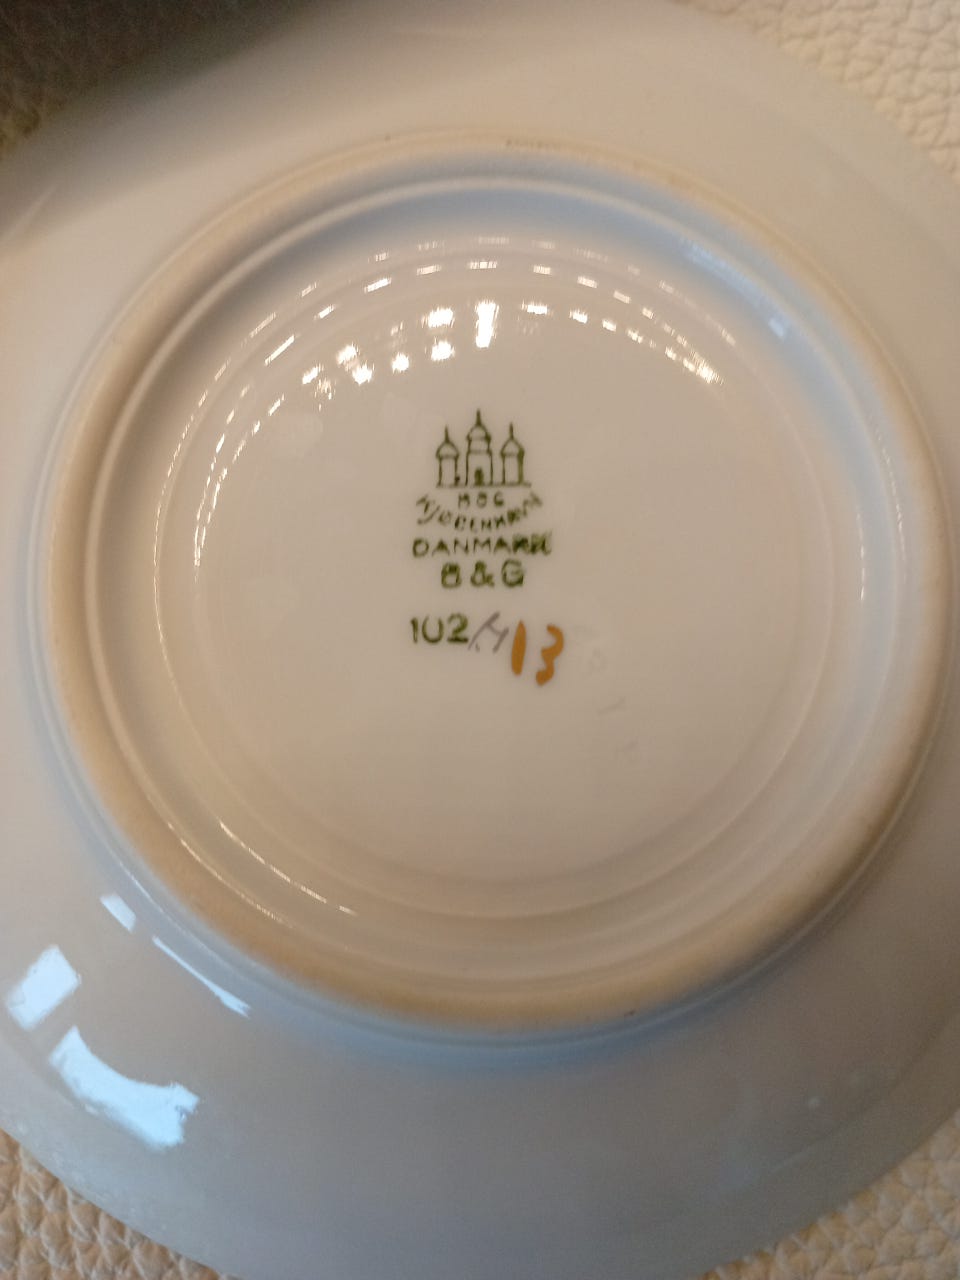 B&G
KJØBENHAVN
DANMARK
B & G
102 H 13